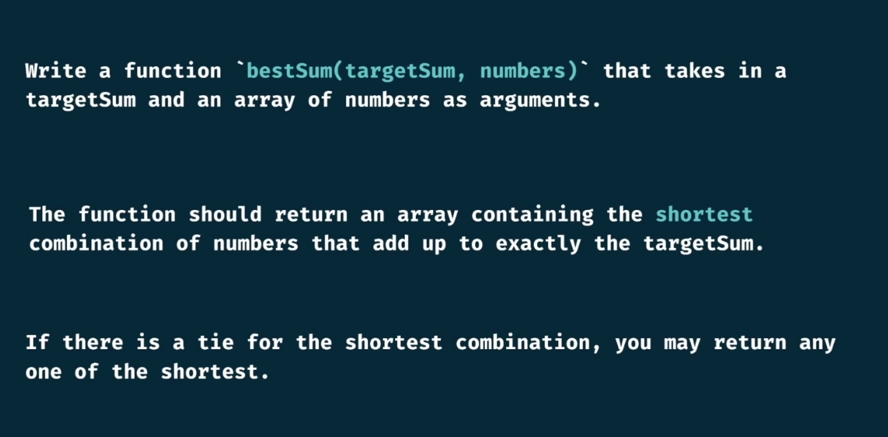 Write a function `bestSum(targetSum, numbers)` that takes in a
targetSum and an array of numbers as arguments.
The function should return an array containing the shortest
combination of numbers that add up to exactly the targetSum.
If there is a tie for the shortest combination, you may return any
one of the shortest.